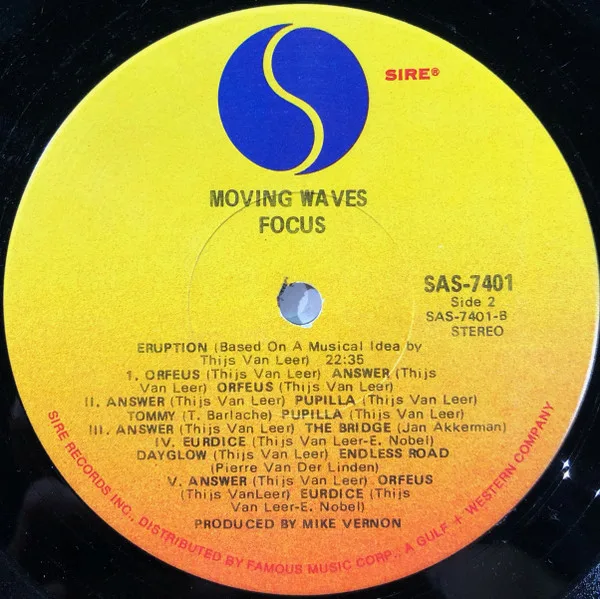 SIRE®
MOVING WAVES
FOCUS
SAS-7401
Side 2
SAS-7401-B
STEREO
ERUPTION (Based On A Musical Idea by
Thijs Van Leer) 22:35
I. ORFEUS (Thijs Van Leer) ANSWER (Thijs
Van Leer) ORFEUS (Thijs Van Leer)
II. ANSWER (Thijs Van Leer) PUPILLA (Thijs Van Leer)
TOMMY (T. Barlache) PUPILLA (Thijs Van Leer)
III. ANSWER (Thijs Van Leer) THE BRIDGE (Jan Akkerman)
IV. EURDICE (Thijs Van Leer-E. Nobel)
DAYGLOW (Thijs Van Leer) ENDLESS ROAD
(Pierre Van Der Linden)
V. ANSWER (Thijs Van Leer) ORFEUS
(Thijs VanLeer) EURDICE (Thijs
Van Leer-E. Nobel)
PRODUCED BY MIKE VERNON
SIRE RECORDS INC., DISTRIBUTED BY FAMOUS MUSIC CORP., A GULF + WESTERN COMPANY